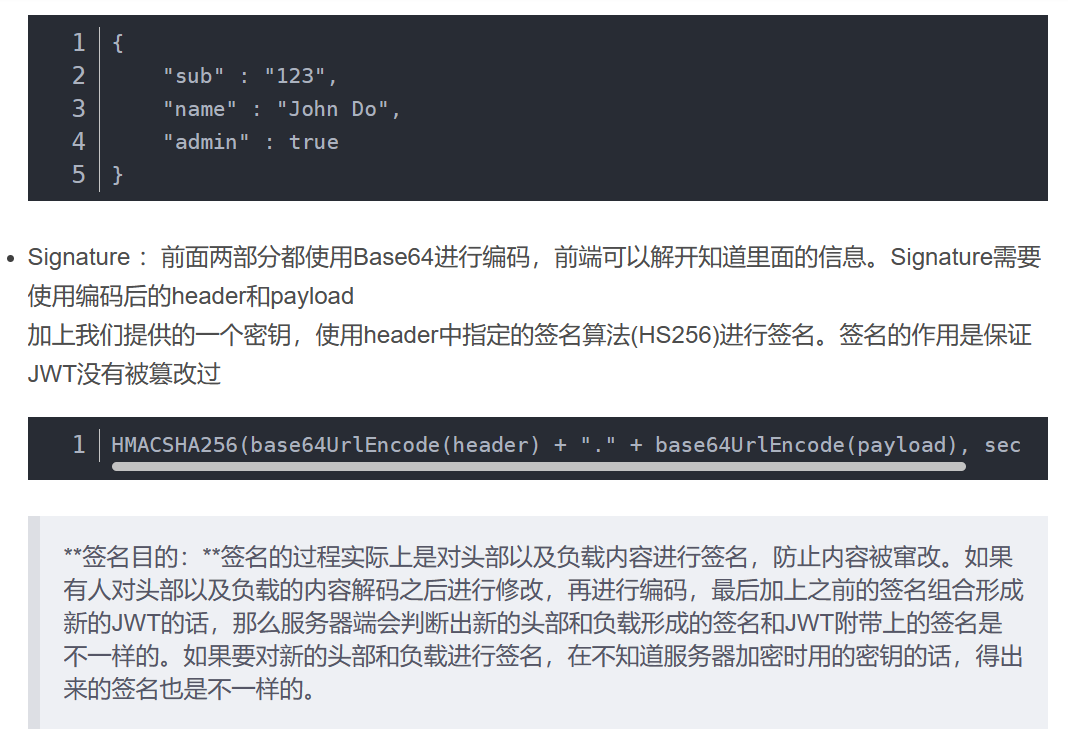 1 {
2     "sub" : "123",
3     "name" : "John Do",
4     "admin" : true
5 }
• Signature ：前面两部分都使用Base64进行编码，前端可以解开知道里面的信息。Signature需要
使用编码后的header和payload
加上我们提供的一个密钥，使用header中指定的签名算法(HS256)进行签名。签名的作用是保证
JWT没有被篡改过
1 HMACSHA256(base64UrlEncode(header) + "." + base64UrlEncode(payload), sec
**签名目的：**签名的过程实际上是对头部以及负载内容进行签名，防止内容被窜改。如果
有人对头部以及负载的内容解码之后进行修改，再进行编码，最后加上之前的签名组合形成
新的JWT的话，那么服务器端会判断出新的头部和负载形成的签名和JWT附带上的签名是
不一样的。如果要对新的头部和负载进行签名，在不知道服务器加密时用的密钥的话，得出
来的签名也是不一样的。